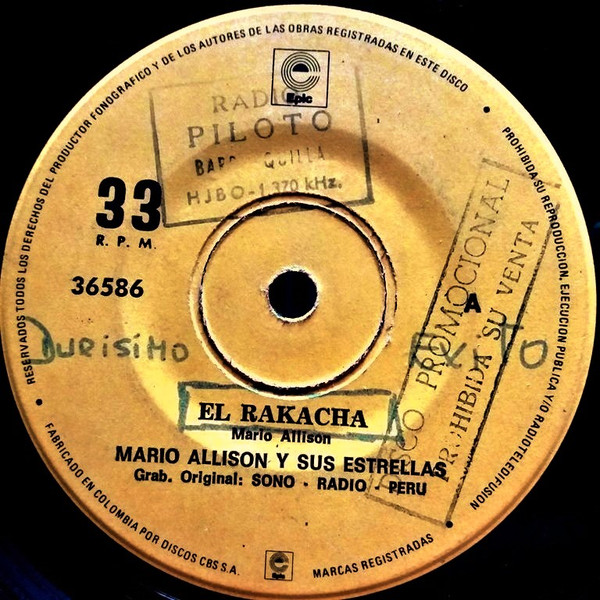 RESERVADOS TODOS LOS DERECHOS DEL PRODUCTOR FONOGRAFICO Y DE LOS AUTORES DE LAS OBRAS REGISTRADAS EN ESTE DISCO
PROHIBIDA SU REPRODUCCION, EJECUCION PUBLICA Y/O RADIOTELEDIFUSION
Epic
RADIO
PILOTO
HJBO-1.370 kHz.
33
R.P.M.
36586
A
DISCO PROMOCIONAL
PROHIBIDA SU VENTA
DURISIMO
EXITO
EL RAKACHA
Mario Allison
MARIO ALLISON Y SUS ESTRELLAS
Grab. Original: SONO - RADIO - PERU
FABRICADO EN COLOMBIA POR DISCOS CBS S.A.
Epic
MARCAS REGISTRADAS